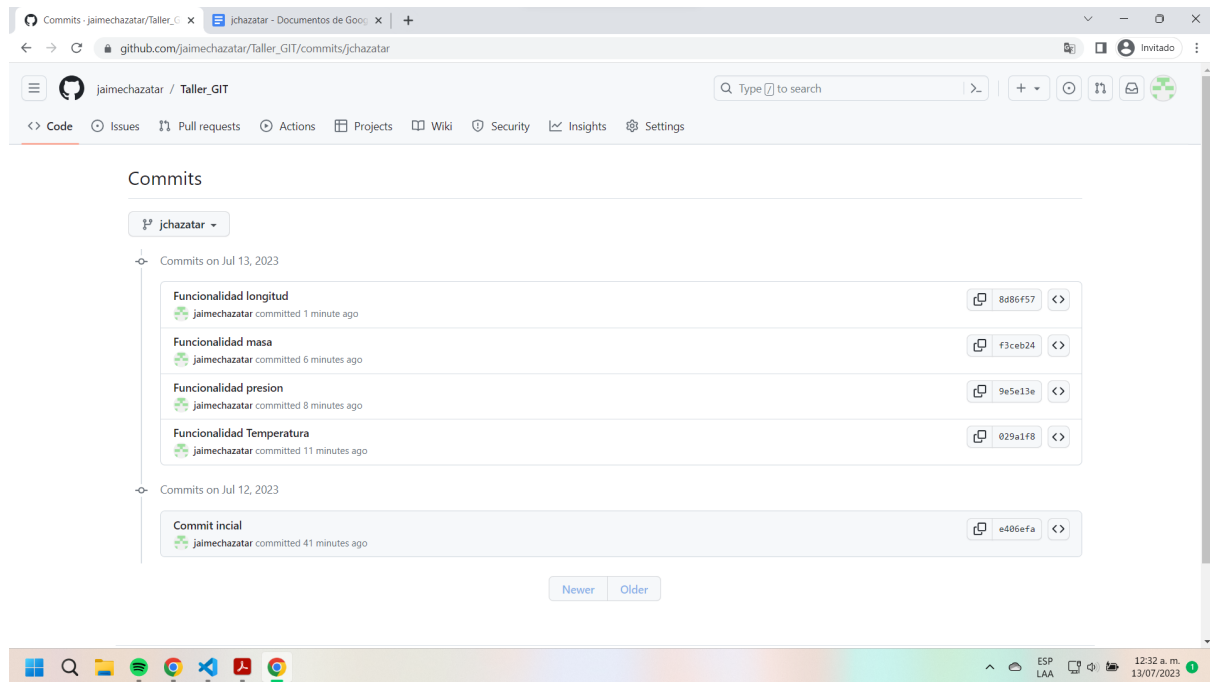 Commits · jaimechazatar/Taller_G
jchazatar - Documentos de Goog
github.com/jaimechazatar/Taller_GIT/commits/jchazatar
Invitado
jaimechazatar / Taller_GIT
Type / to search
Code Issues Pull requests Actions Projects Wiki Security Insights Settings
Commits
jchazatar
Commits on Jul 13, 2023
Funcionalidad longitud
8d86f57
jaimechazatar committed 1 minute ago
Funcionalidad masa
f3ceb24
jaimechazatar committed 6 minutes ago
Funcionalidad presion
9e5e13e
jaimechazatar committed 8 minutes ago
Funcionalidad Temperatura
029a1f8
jaimechazatar committed 11 minutes ago
Commits on Jul 12, 2023
Commit incial
e406efa
jaimechazatar committed 41 minutes ago
Newer Older
ESP
LAA
12:32 a. m.
13/07/2023
1